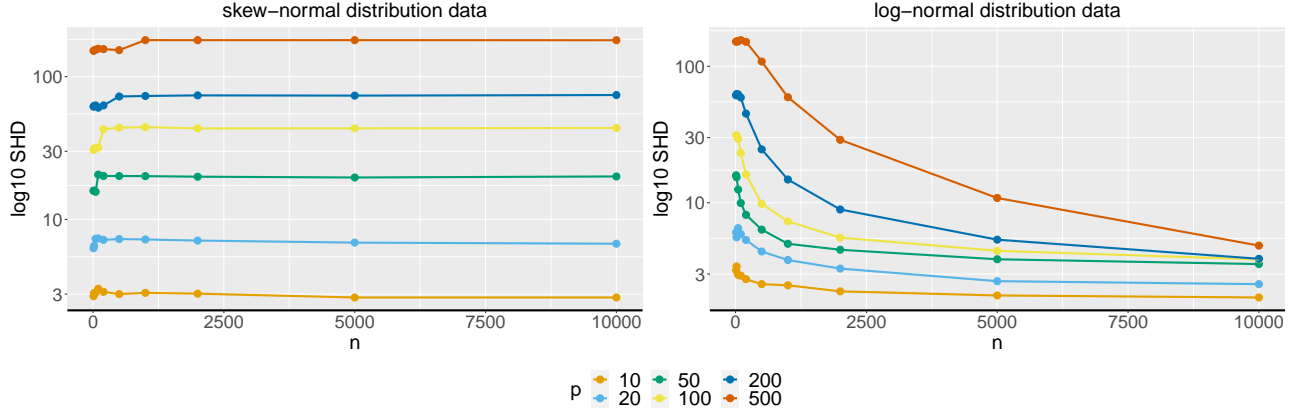 skew−normal distribution data
log10 SHD
100
30
10
3
0 2500 5000 7500 10000
n
log−normal distribution data
log10 SHD
100
30
10
3
0 2500 5000 7500 10000
n
p 10 50 200
20 100 500